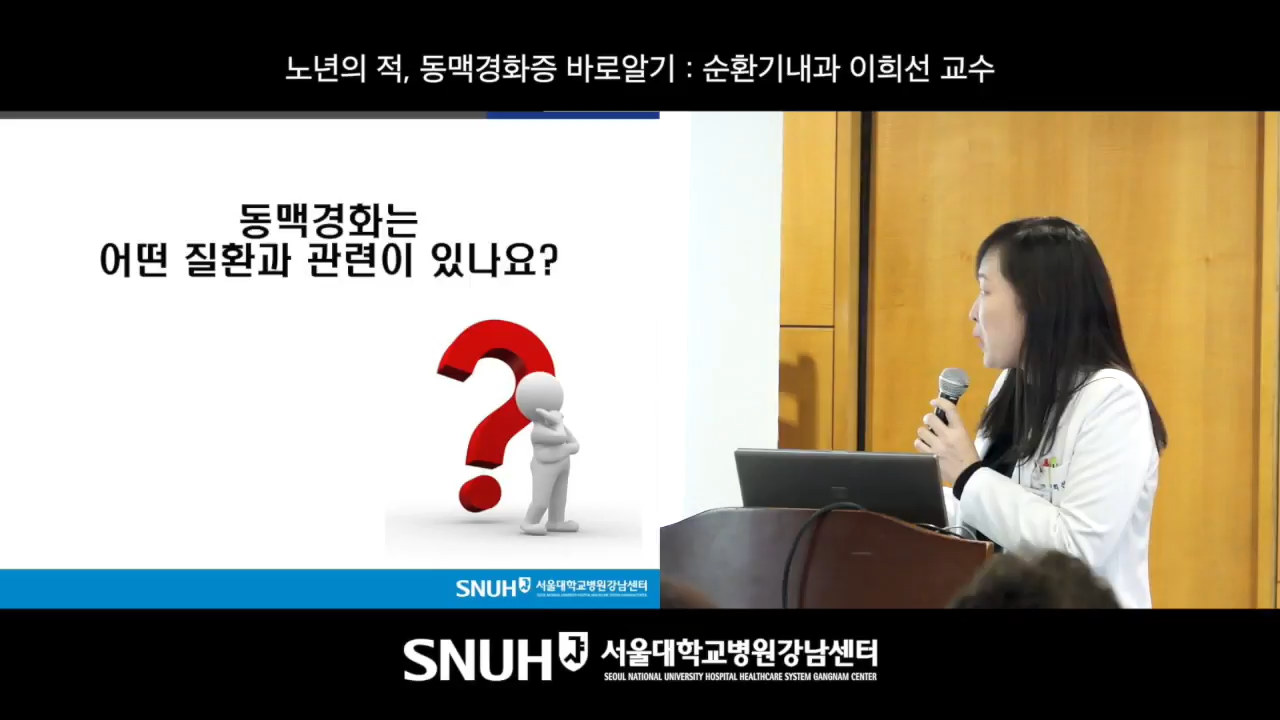 노년의 적, 동맥경화증 바로알기 : 순환기내과 이희선 교수
동맥경화는
어떤 질환과 관련이 있나요?
SNUH 서울대학교병원강남센터
SNUH 서울대학교병원강남센터
SEOUL NATIONAL UNIVERSITY HOSPITAL HEALTHCARE SYSTEM GANGNAM CENTER